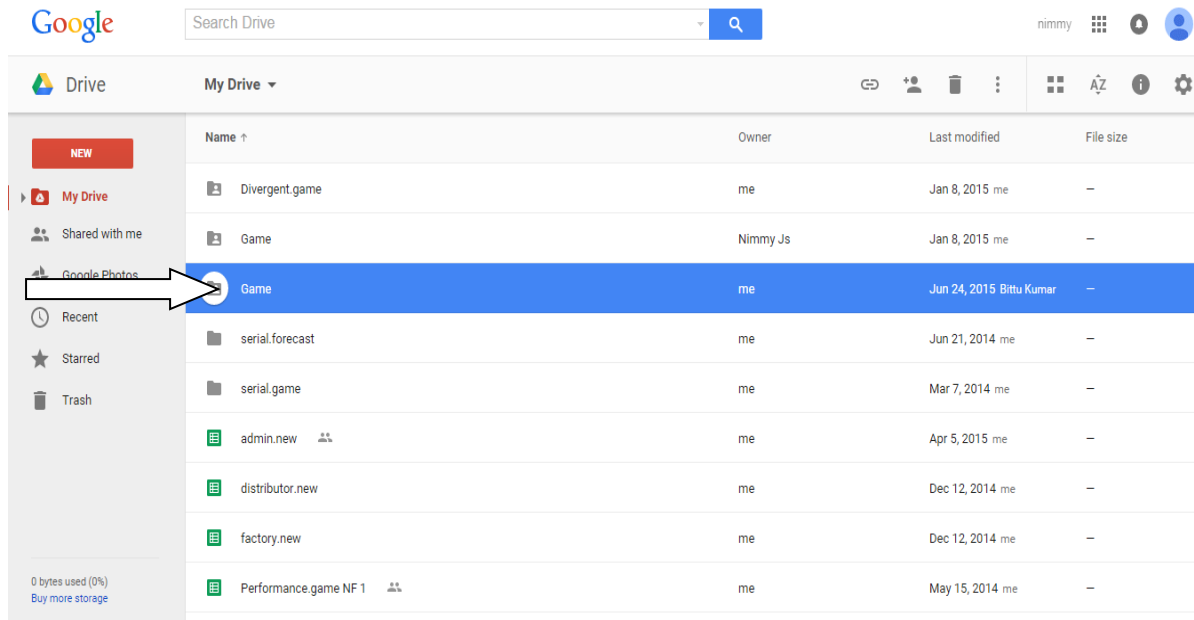 Google
Search Drive
nimmy
Drive
My Drive
Name ↑ Owner Last modified File size
NEW
My Drive
Shared with me
Google Photos
Recent
Starred
Trash
0 bytes used (0%)
Buy more storage
Divergent.game me Jan 8, 2015 me –
Game Nimmy Js Jan 8, 2015 me –
Game me Jun 24, 2015 Bittu Kumar –
serial.forecast me Jun 21, 2014 me –
serial.game me Mar 7, 2014 me –
admin.new me Apr 5, 2015 me –
distributor.new me Dec 12, 2014 me –
factory.new me Dec 12, 2014 me –
Performance.game NF 1 me May 15, 2014 me –
AZ